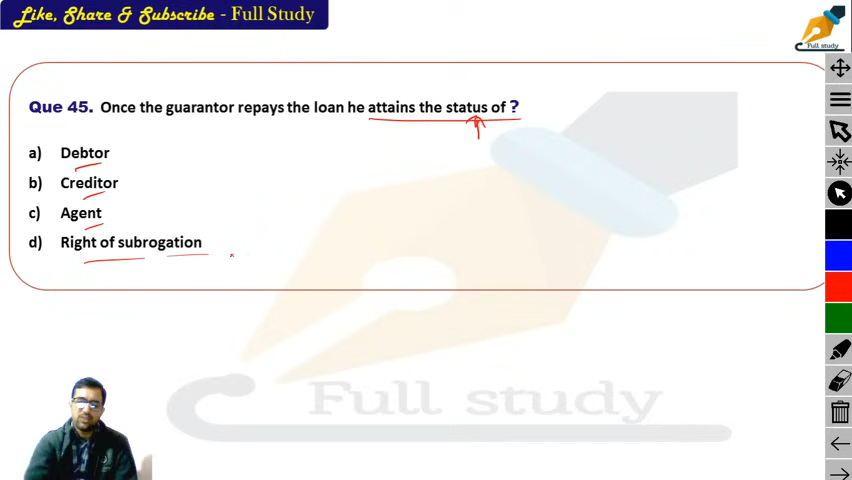 Like, Share & Subscribe - Full Study
Full study
Que 45. Once the guarantor repays the loan he attains the status of ?
a) Debtor
b) Creditor
c) Agent
d) Right of subrogation
Full study